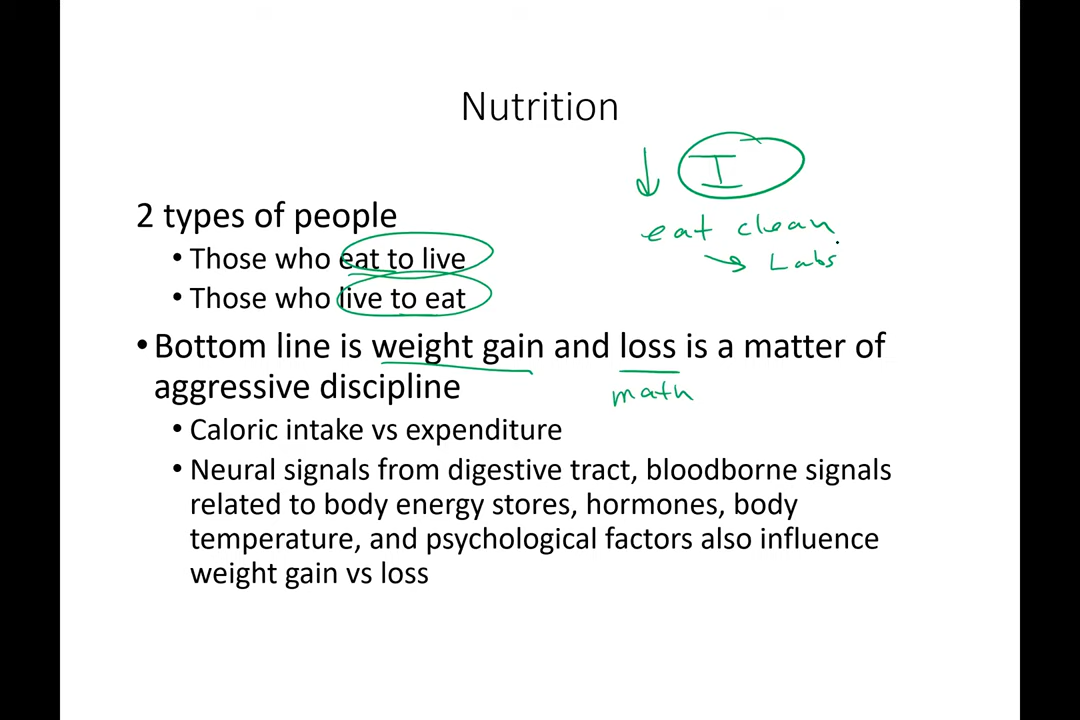 Nutrition
↓ I
2 types of people
eat clean
• Those who eat to live
→ Labs
• Those who live to eat
• Bottom line is weight gain and loss is a matter of
aggressive discipline
math
• Caloric intake vs expenditure
• Neural signals from digestive tract, bloodborne signals
related to body energy stores, hormones, body
temperature, and psychological factors also influence
weight gain vs loss